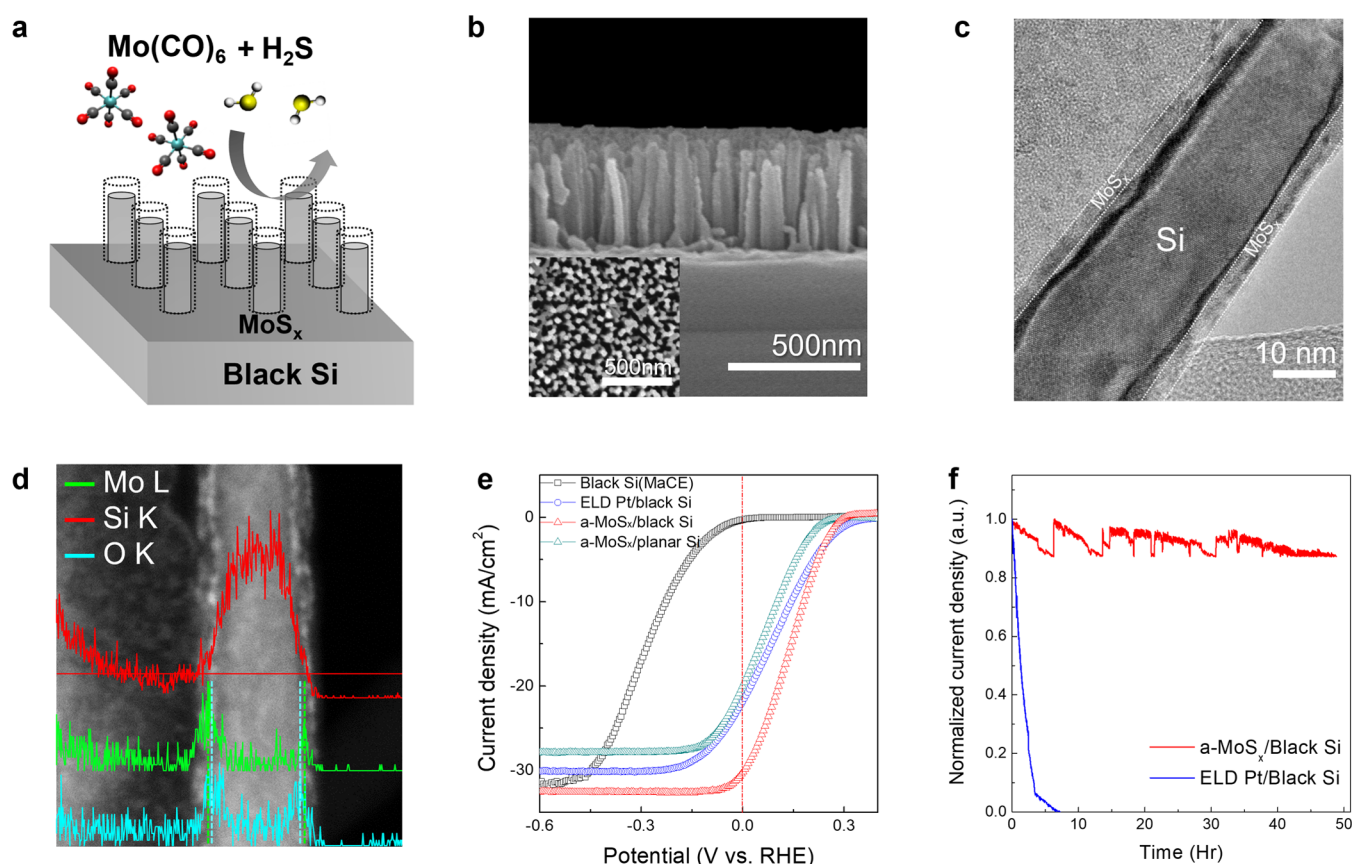 a
Mo(CO)₆ + H₂S
MoSₓ
Black Si
b
500nm
500nm
c
MoSₓ
Si
MoSₓ
10 nm
d
Mo L
Si K
O K
e
Black Si(MaCE)
ELD Pt/black Si
a-MoSₓ/black Si
a-MoSₓ/planar Si
0
-10
-20
-30
-0.6
-0.3
0.0
0.3
Current density (mA/cm²)
Potential (V vs. RHE)
f
1.0
0.8
0.6
0.4
0.2
0.0
0
10
20
30
40
50
Normalized current density (a.u.)
a-MoSₓ/Black Si
ELD Pt/Black Si
Time (Hr)